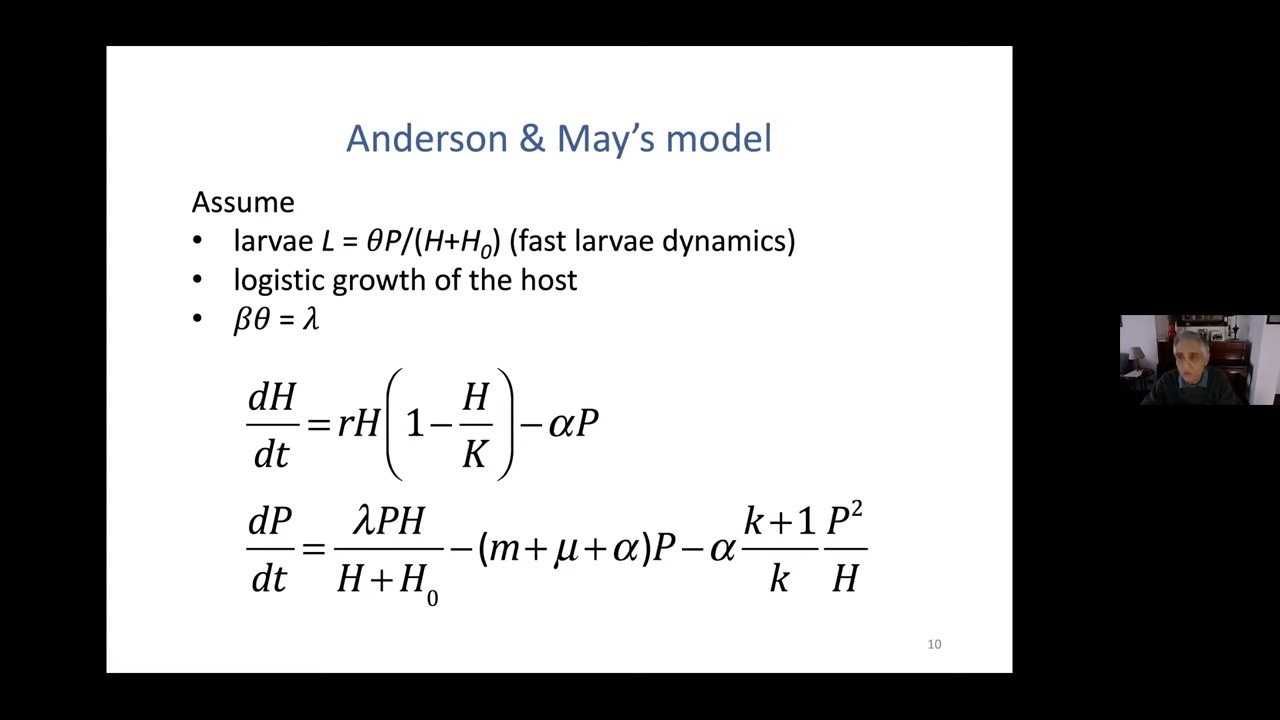 Anderson & May's model
Assume
• larvae L = θP/(H+H₀) (fast larvae dynamics)
• logistic growth of the host
• βθ = λ
dH/dt = rH(1 − H/K) − αP
dP/dt = λPH/(H + H₀) − (m + μ + α)P − α (k+1)/k P²/H
10